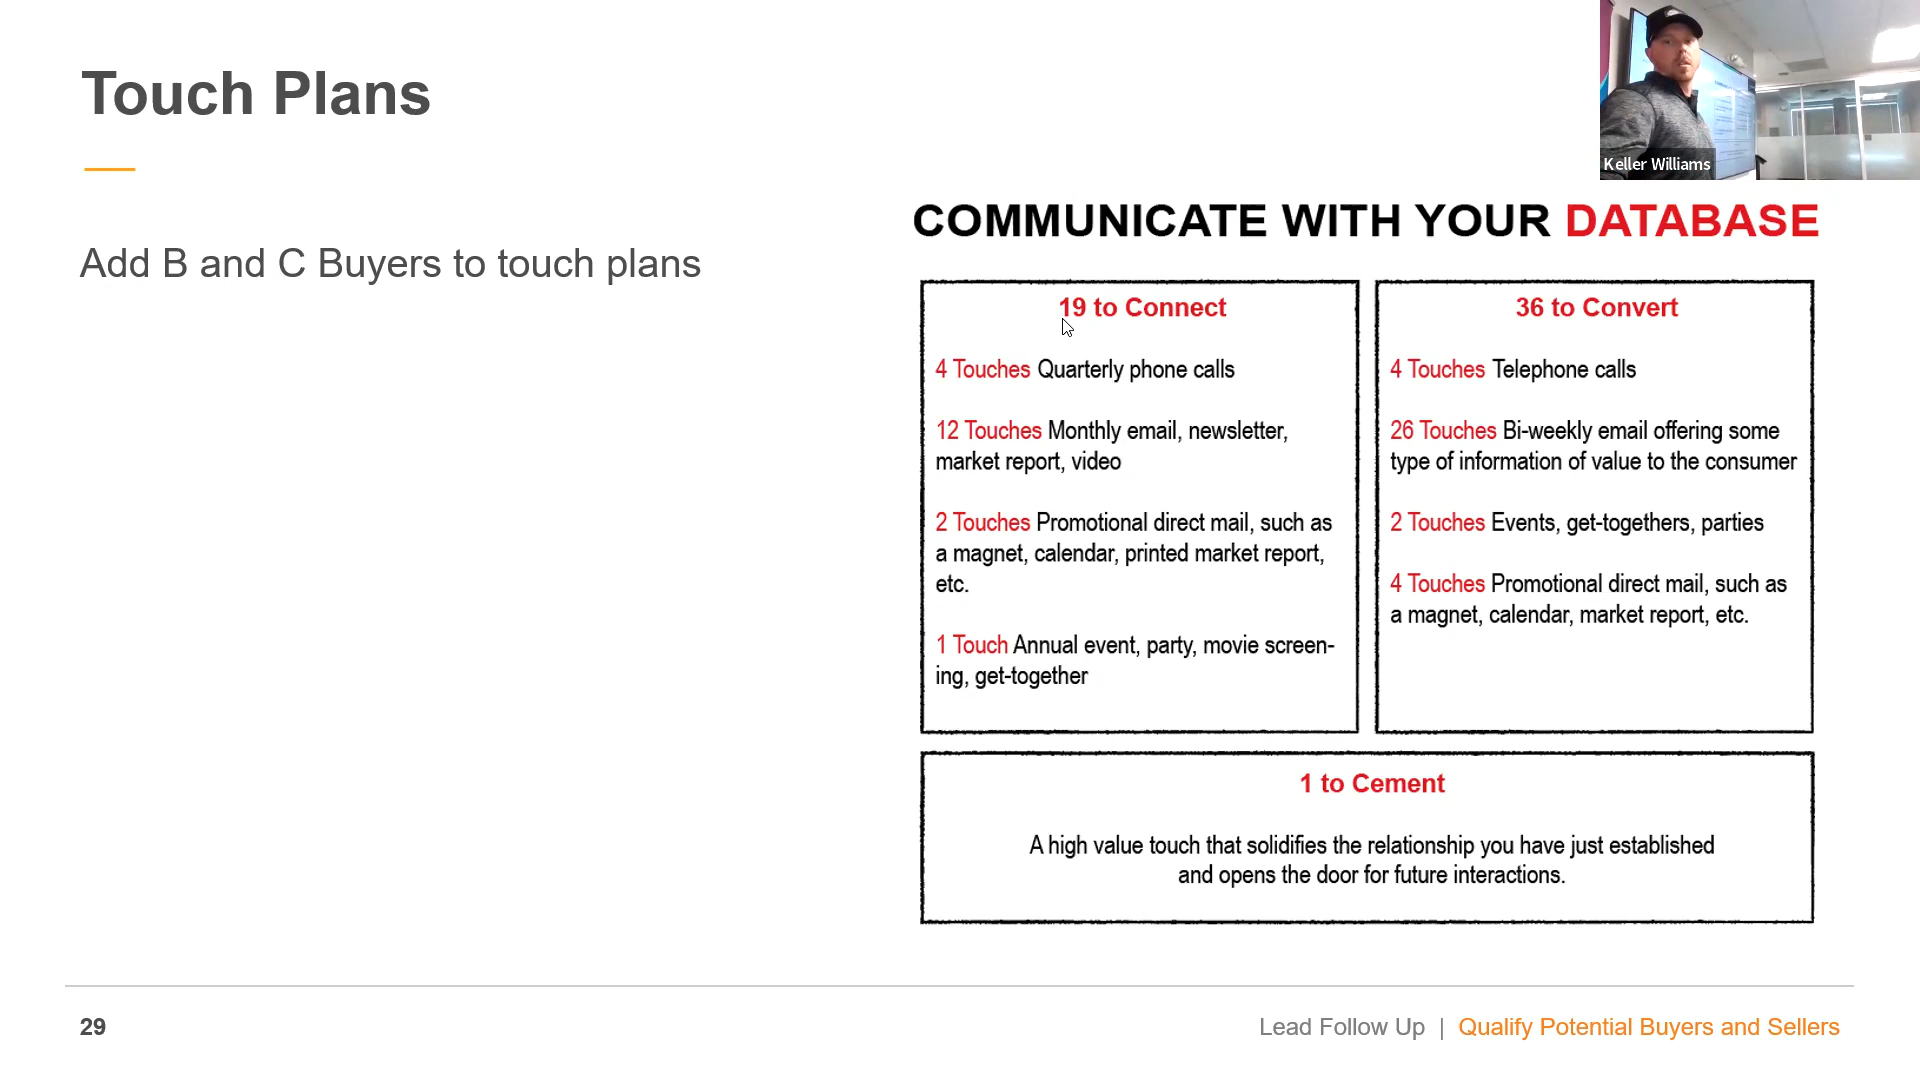 Touch Plans
Add B and C Buyers to touch plans
Keller Williams
COMMUNICATE WITH YOUR DATABASE
19 to Connect
4 Touches Quarterly phone calls
12 Touches Monthly email, newsletter,
market report, video
2 Touches Promotional direct mail, such as
a magnet, calendar, printed market report,
etc.
1 Touch Annual event, party, movie screen-
ing, get-together
36 to Convert
4 Touches Telephone calls
26 Touches Bi-weekly email offering some
type of information of value to the consumer
2 Touches Events, get-togethers, parties
4 Touches Promotional direct mail, such as
a magnet, calendar, market report, etc.
1 to Cement
A high value touch that solidifies the relationship you have just established
and opens the door for future interactions.
29
Lead Follow Up | Qualify Potential Buyers and Sellers